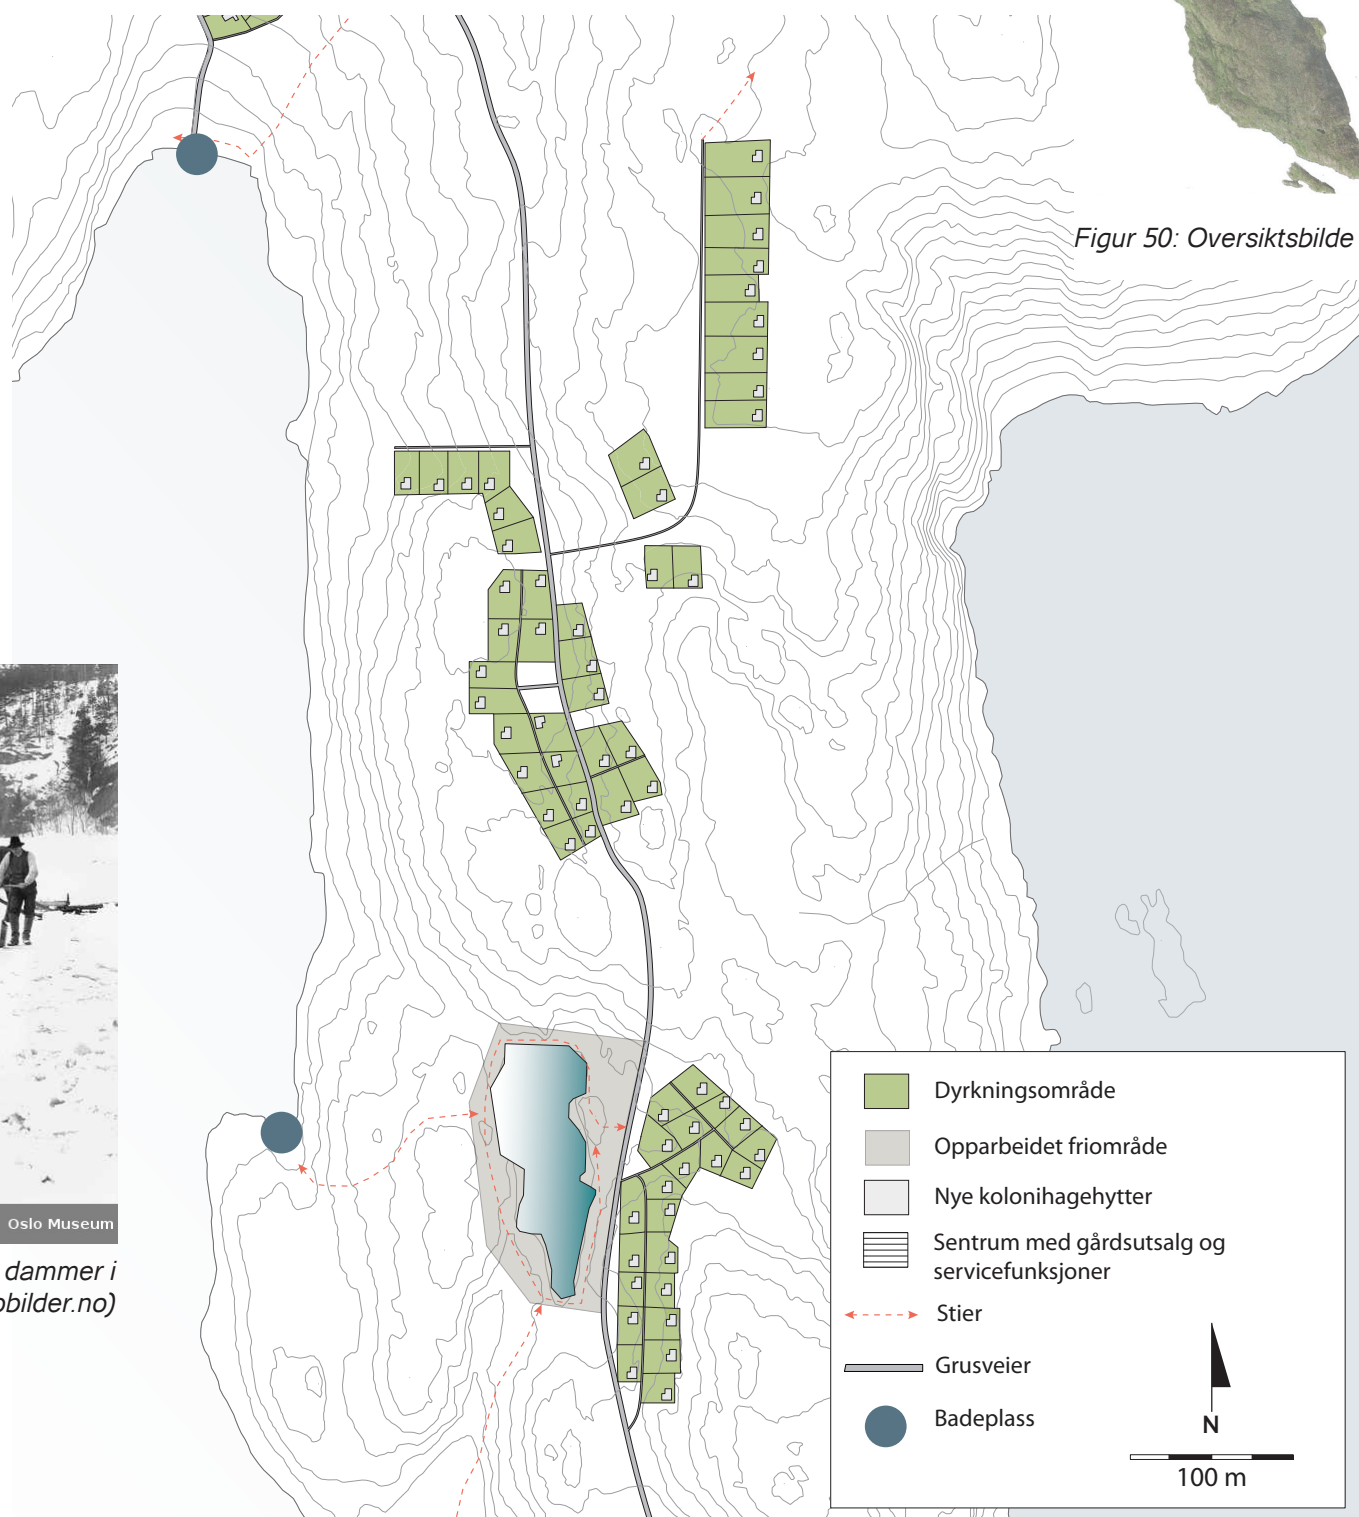 Figur 50: Oversiktsbilde
Oslo Museum
dammer i
bilder.no)
Dyrkningsområde
Opparbeidet friområde
Nye kolonihagehytter
Sentrum med gårdsutsalg og
servicefunksjoner
Stier
Grusveier
Badeplass
N
100 m